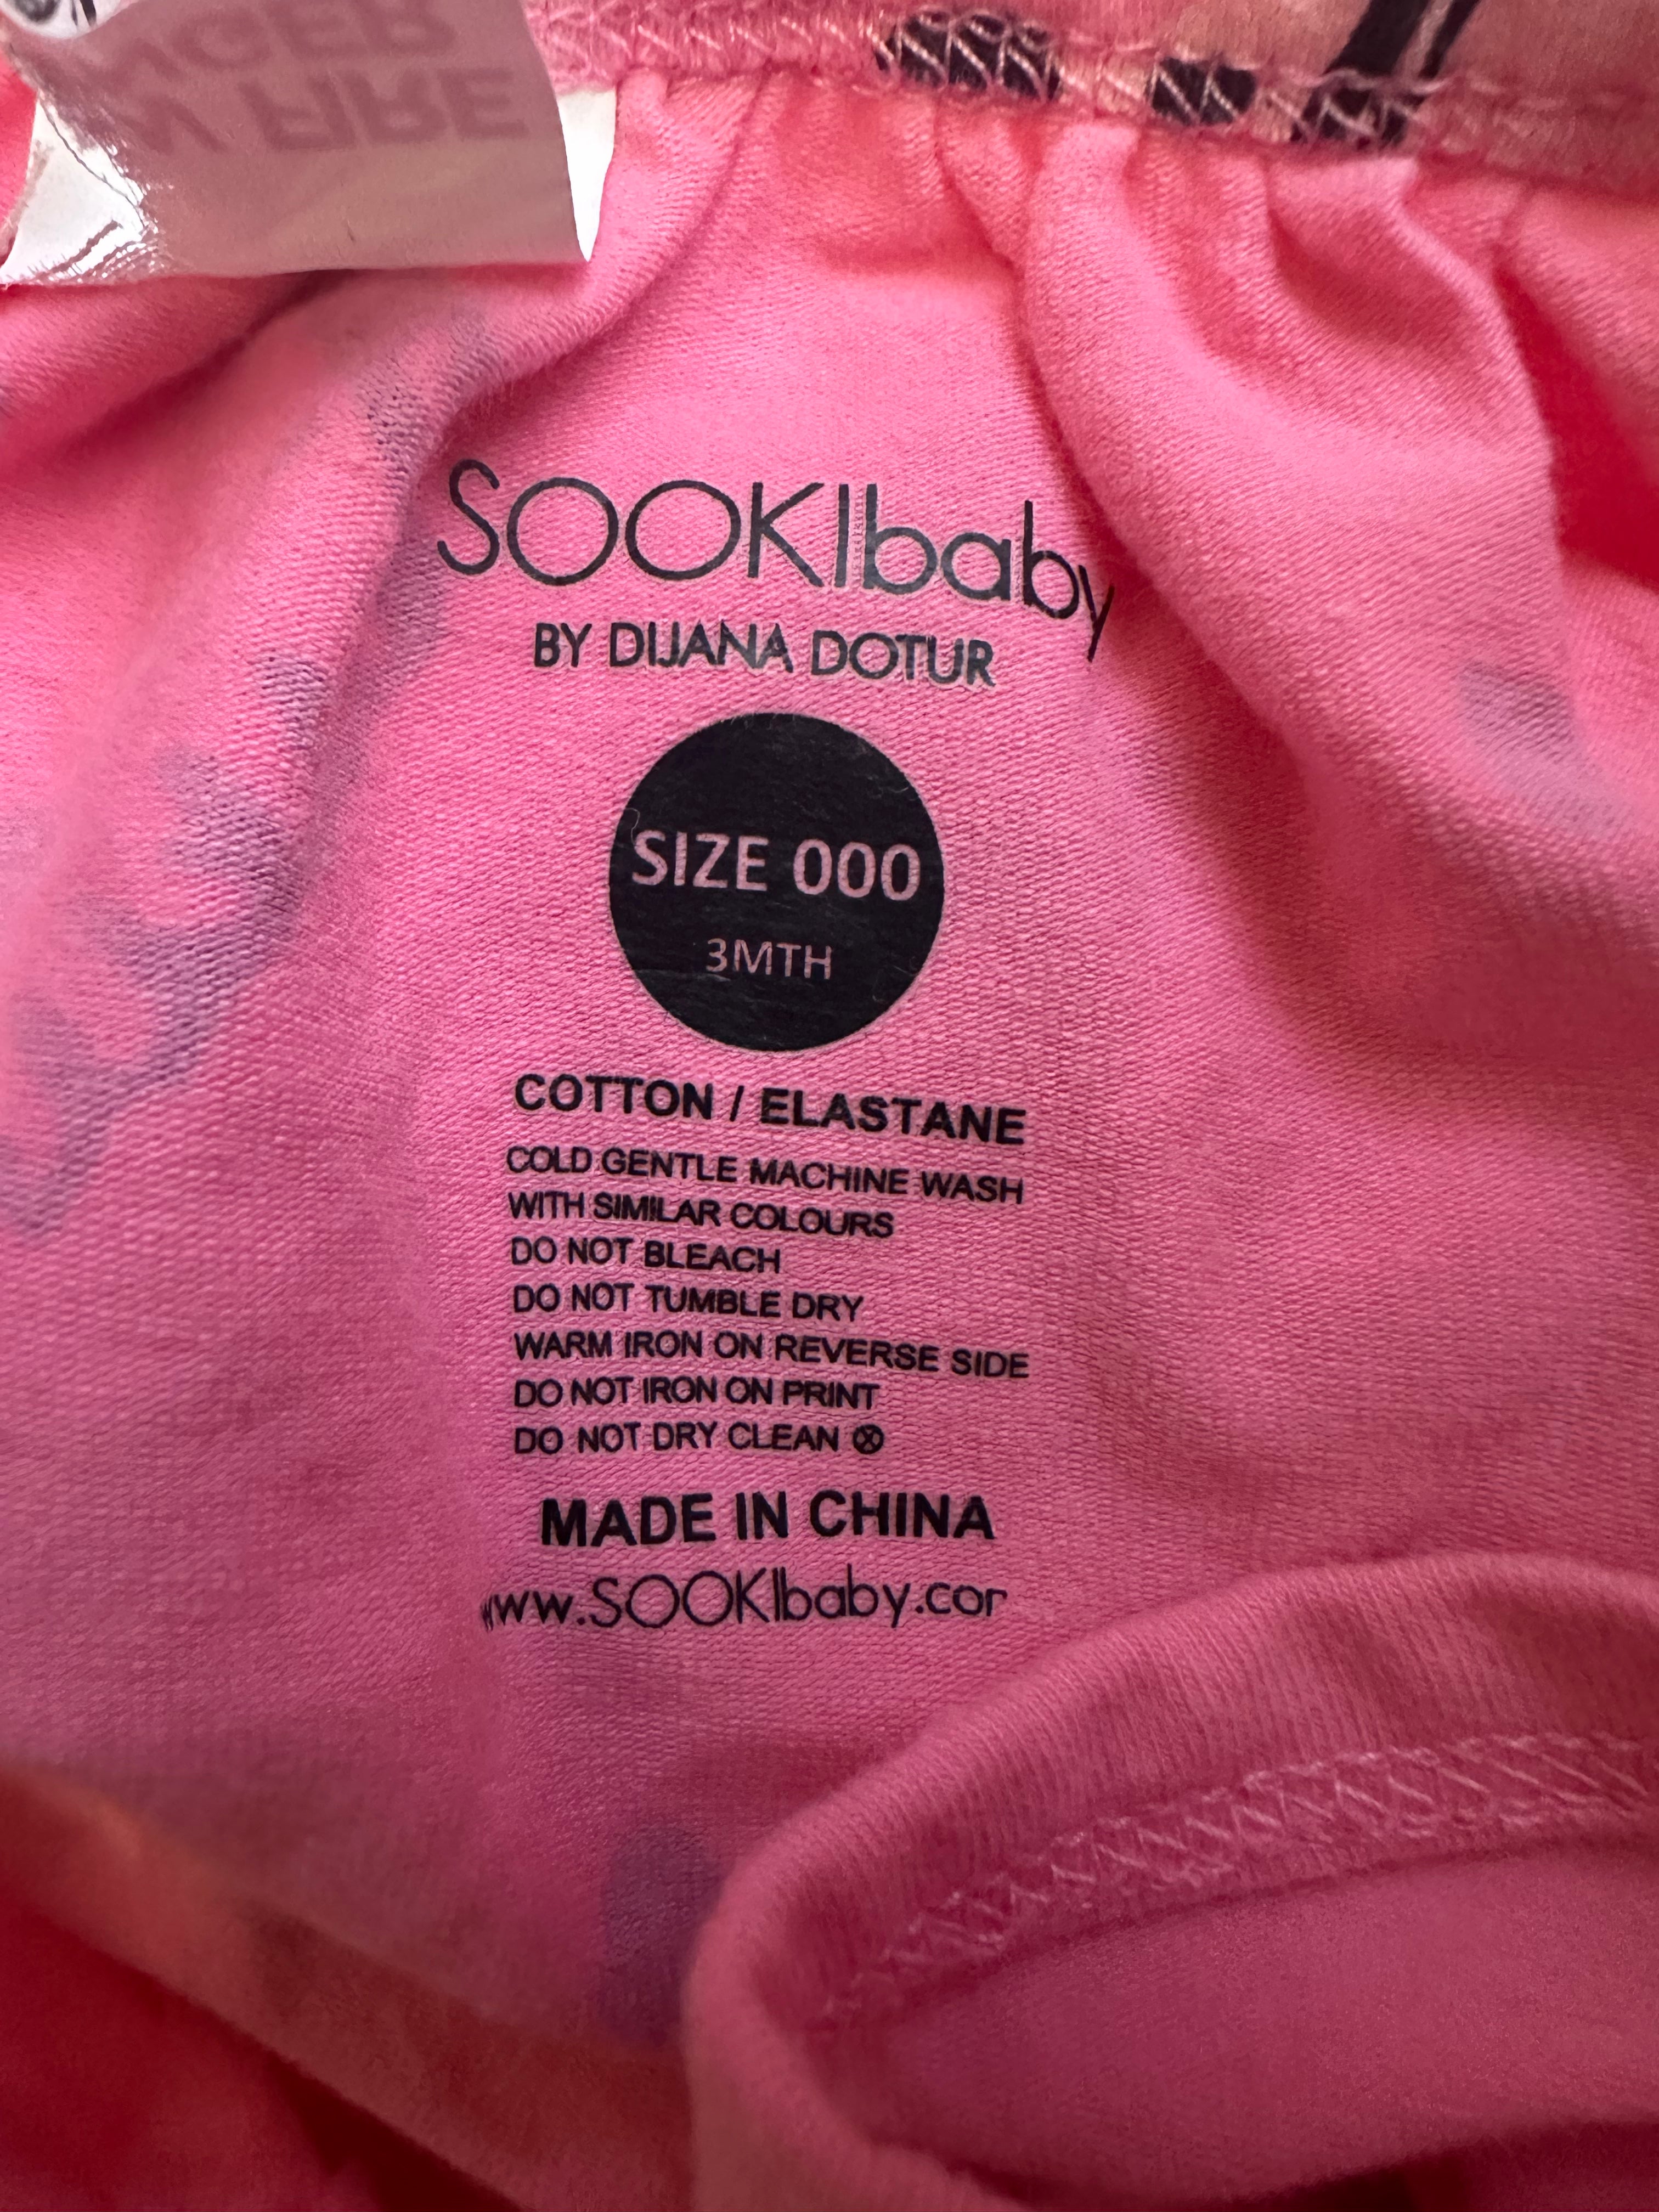 SOOKIbaby
BY DIJANA DOTUR
SIZE 000
3MTH
COTTON / ELASTANE
COLD GENTLE MACHINE WASH
WITH SIMILAR COLOURS
DO NOT BLEACH
DO NOT TUMBLE DRY
WARM IRON ON REVERSE SIDE
DO NOT IRON ON PRINT
DO NOT DRY CLEAN ⓧ
MADE IN CHINA
www.SOOKIbaby.com